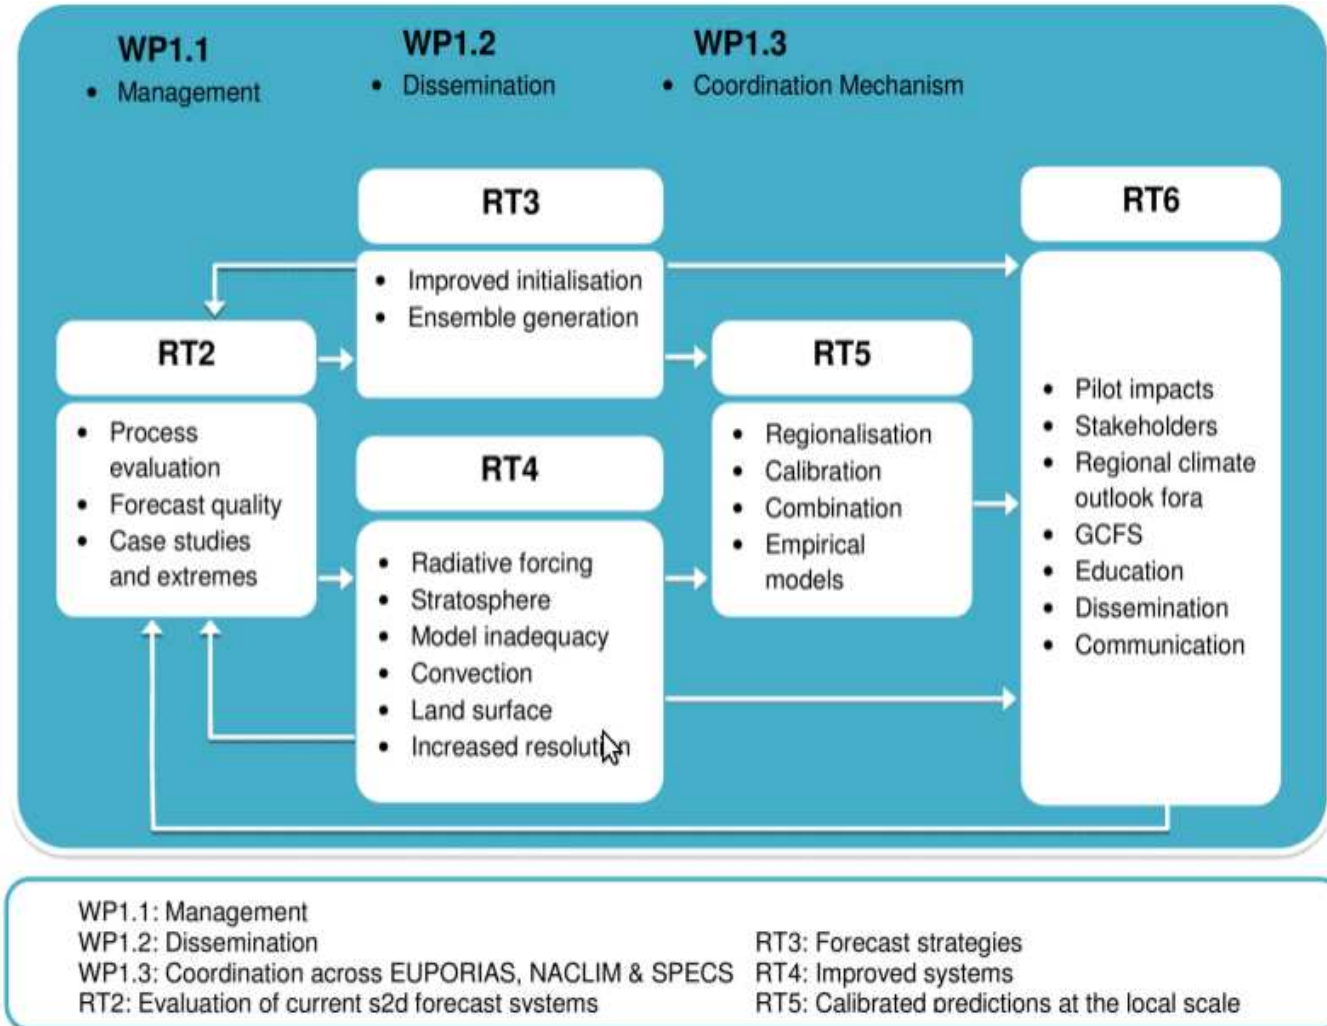 WP1.1
• Management
WP1.2
• Dissemination
WP1.3
• Coordination Mechanism
RT3
• Improved initialisation
• Ensemble generation
RT6
• Pilot impacts
• Stakeholders
• Regional climate
outlook fora
• GCFS
• Education
• Dissemination
• Communication
RT2
• Process
evaluation
• Forecast quality
• Case studies
and extremes
RT5
• Regionalisation
• Calibration
• Combination
• Empirical
models
RT4
• Radiative forcing
• Stratosphere
• Model inadequacy
• Convection
• Land surface
• Increased resolution
WP1.1: Management
WP1.2: Dissemination
WP1.3: Coordination across EUPORIAS, NACLIM & SPECS
RT2: Evaluation of current s2d forecast systems
RT3: Forecast strategies
RT4: Improved systems
RT5: Calibrated predictions at the local scale